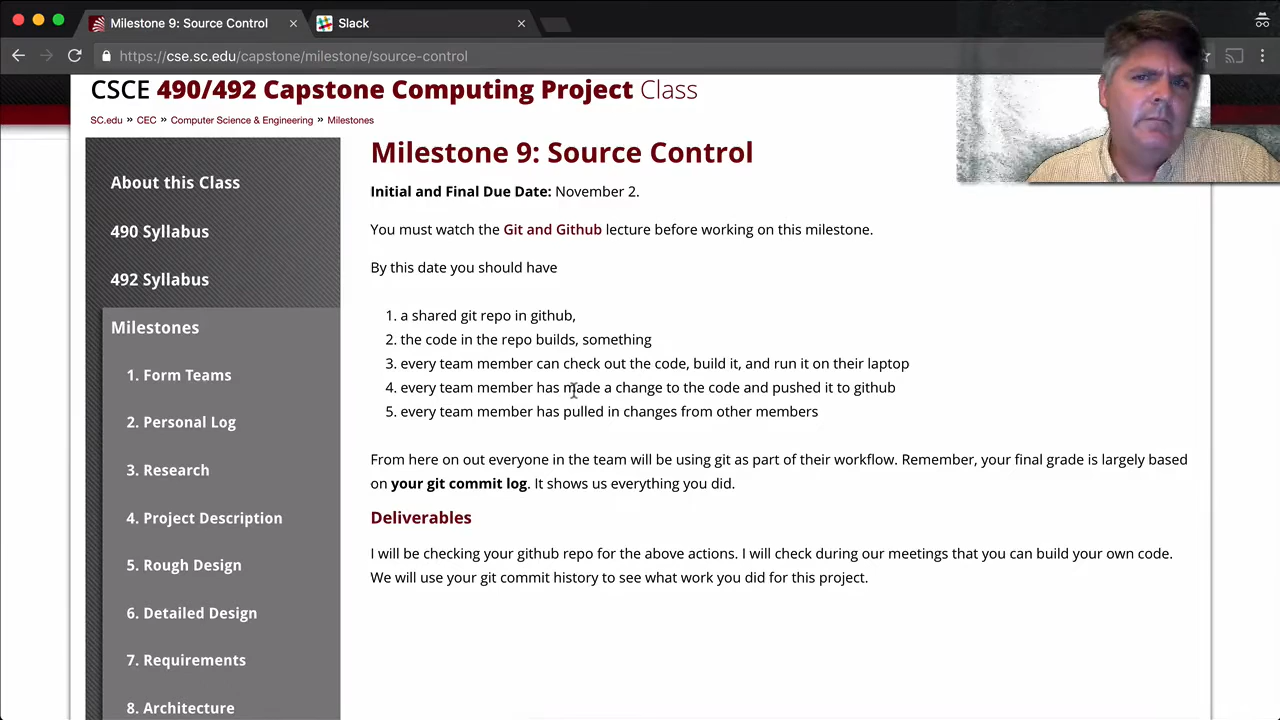 Milestone 9: Source Control
Slack
https://cse.sc.edu/capstone/milestone/source-control
CSCE 490/492 Capstone Computing Project Class
SC.edu » CEC » Computer Science & Engineering » Milestones
About this Class
490 Syllabus
492 Syllabus
Milestones
1. Form Teams
2. Personal Log
3. Research
4. Project Description
5. Rough Design
6. Detailed Design
7. Requirements
8. Architecture
Milestone 9: Source Control
Initial and Final Due Date: November 2.
You must watch the Git and Github lecture before working on this milestone.
By this date you should have
1. a shared git repo in github,
2. the code in the repo builds, something
3. every team member can check out the code, build it, and run it on their laptop
4. every team member has made a change to the code and pushed it to github
5. every team member has pulled in changes from other members
From here on out everyone in the team will be using git as part of their workflow. Remember, your final grade is largely based
on your git commit log. It shows us everything you did.
Deliverables
I will be checking your github repo for the above actions. I will check during our meetings that you can build your own code.
We will use your git commit history to see what work you did for this project.